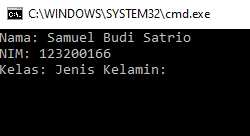 C:\WINDOWS\SYSTEM32\cmd.exe
Nama: Samuel Budi Satrio
NIM: 123200166
Kelas: Jenis Kelamin: